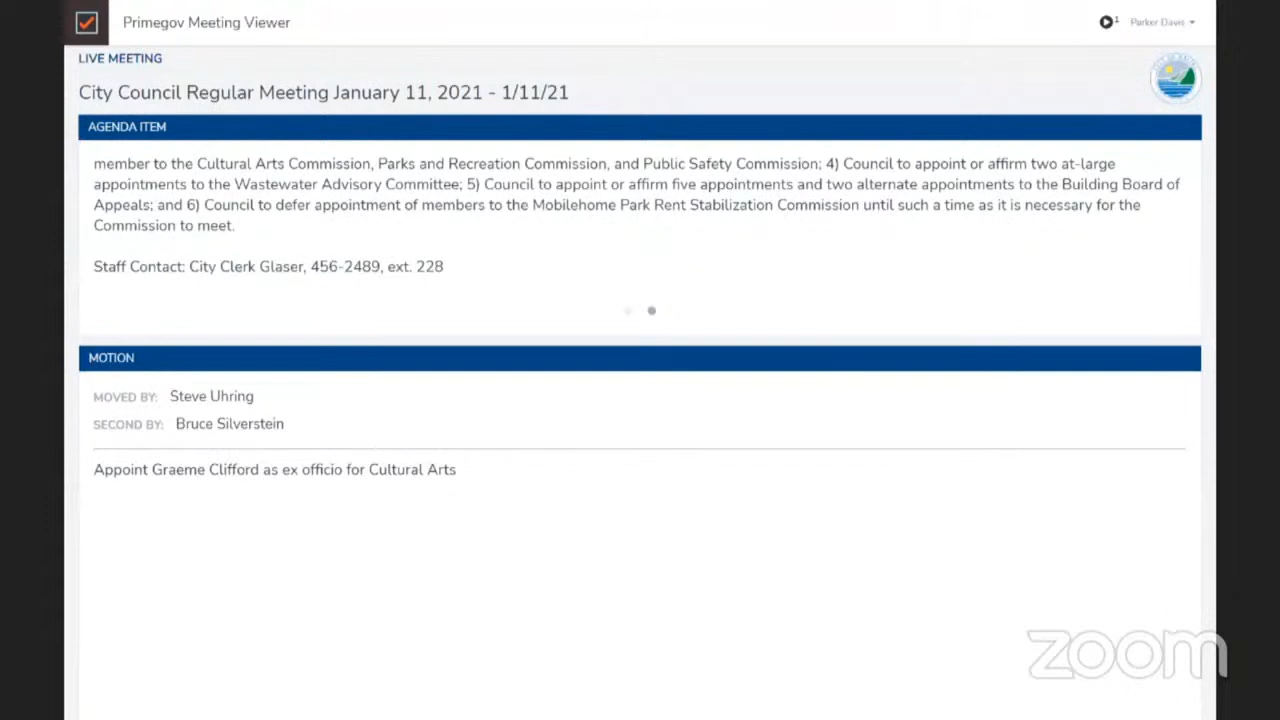 Primegov Meeting Viewer
1 Parker Davis
LIVE MEETING
City Council Regular Meeting January 11, 2021 - 1/11/21
AGENDA ITEM
member to the Cultural Arts Commission, Parks and Recreation Commission, and Public Safety Commission; 4) Council to appoint or affirm two at-large
appointments to the Wastewater Advisory Committee; 5) Council to appoint or affirm five appointments and two alternate appointments to the Building Board of
Appeals; and 6) Council to defer appointment of members to the Mobilehome Park Rent Stabilization Commission until such a time as it is necessary for the
Commission to meet.
Staff Contact: City Clerk Glaser, 456-2489, ext. 228
MOTION
MOVED BY: Steve Uhring
SECOND BY: Bruce Silverstein
Appoint Graeme Clifford as ex officio for Cultural Arts
zoom